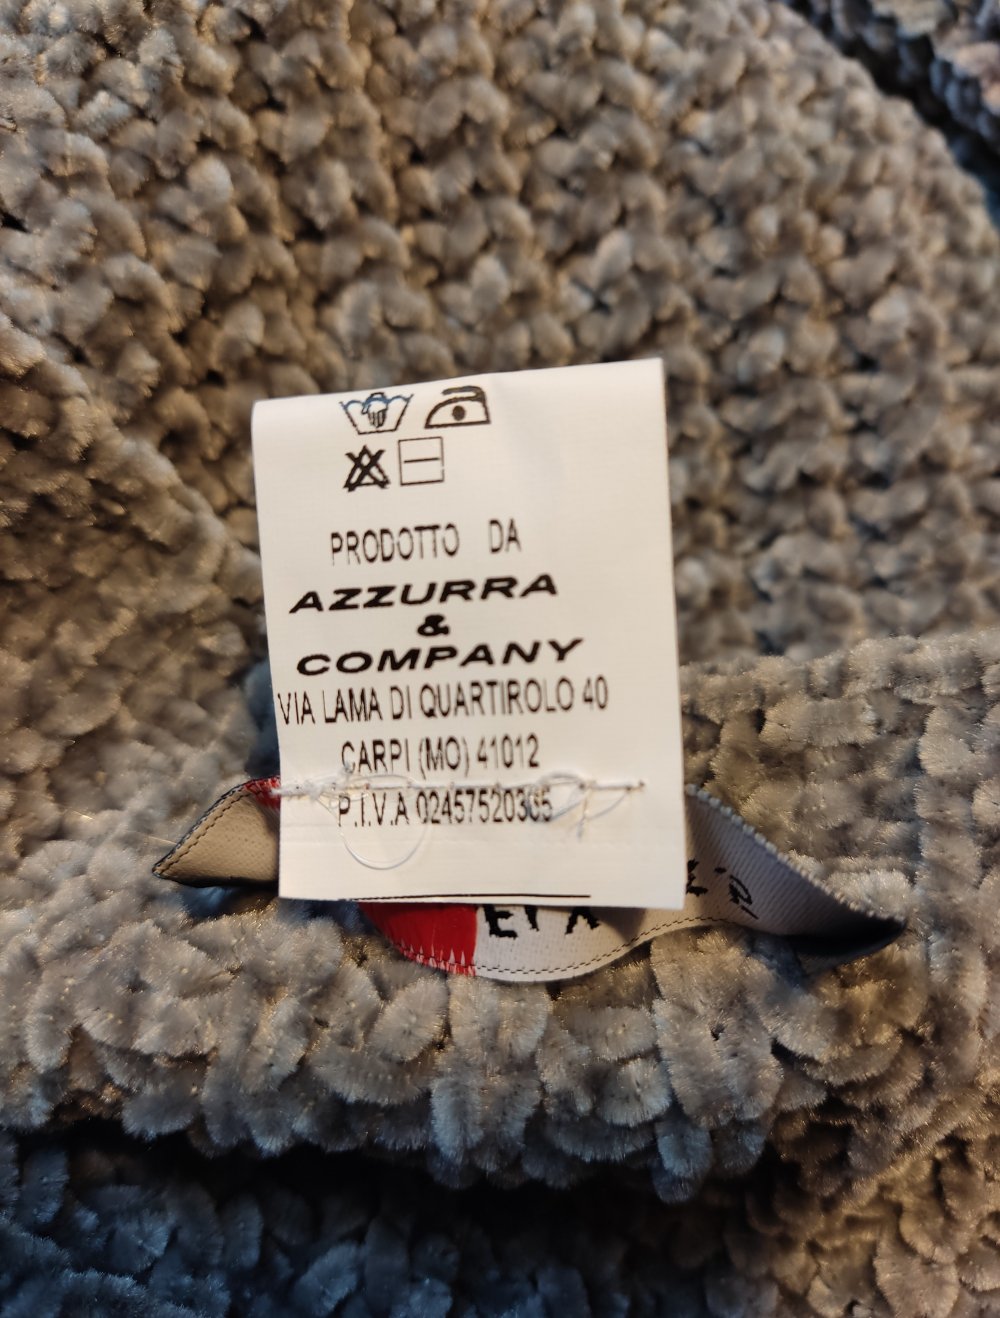 PRODOTTO DA
AZZURRA
&
COMPANY
VIA LAMA DI QUARTIROLO 40
CARPI (MO) 41012
P.I.V.A 02457520365